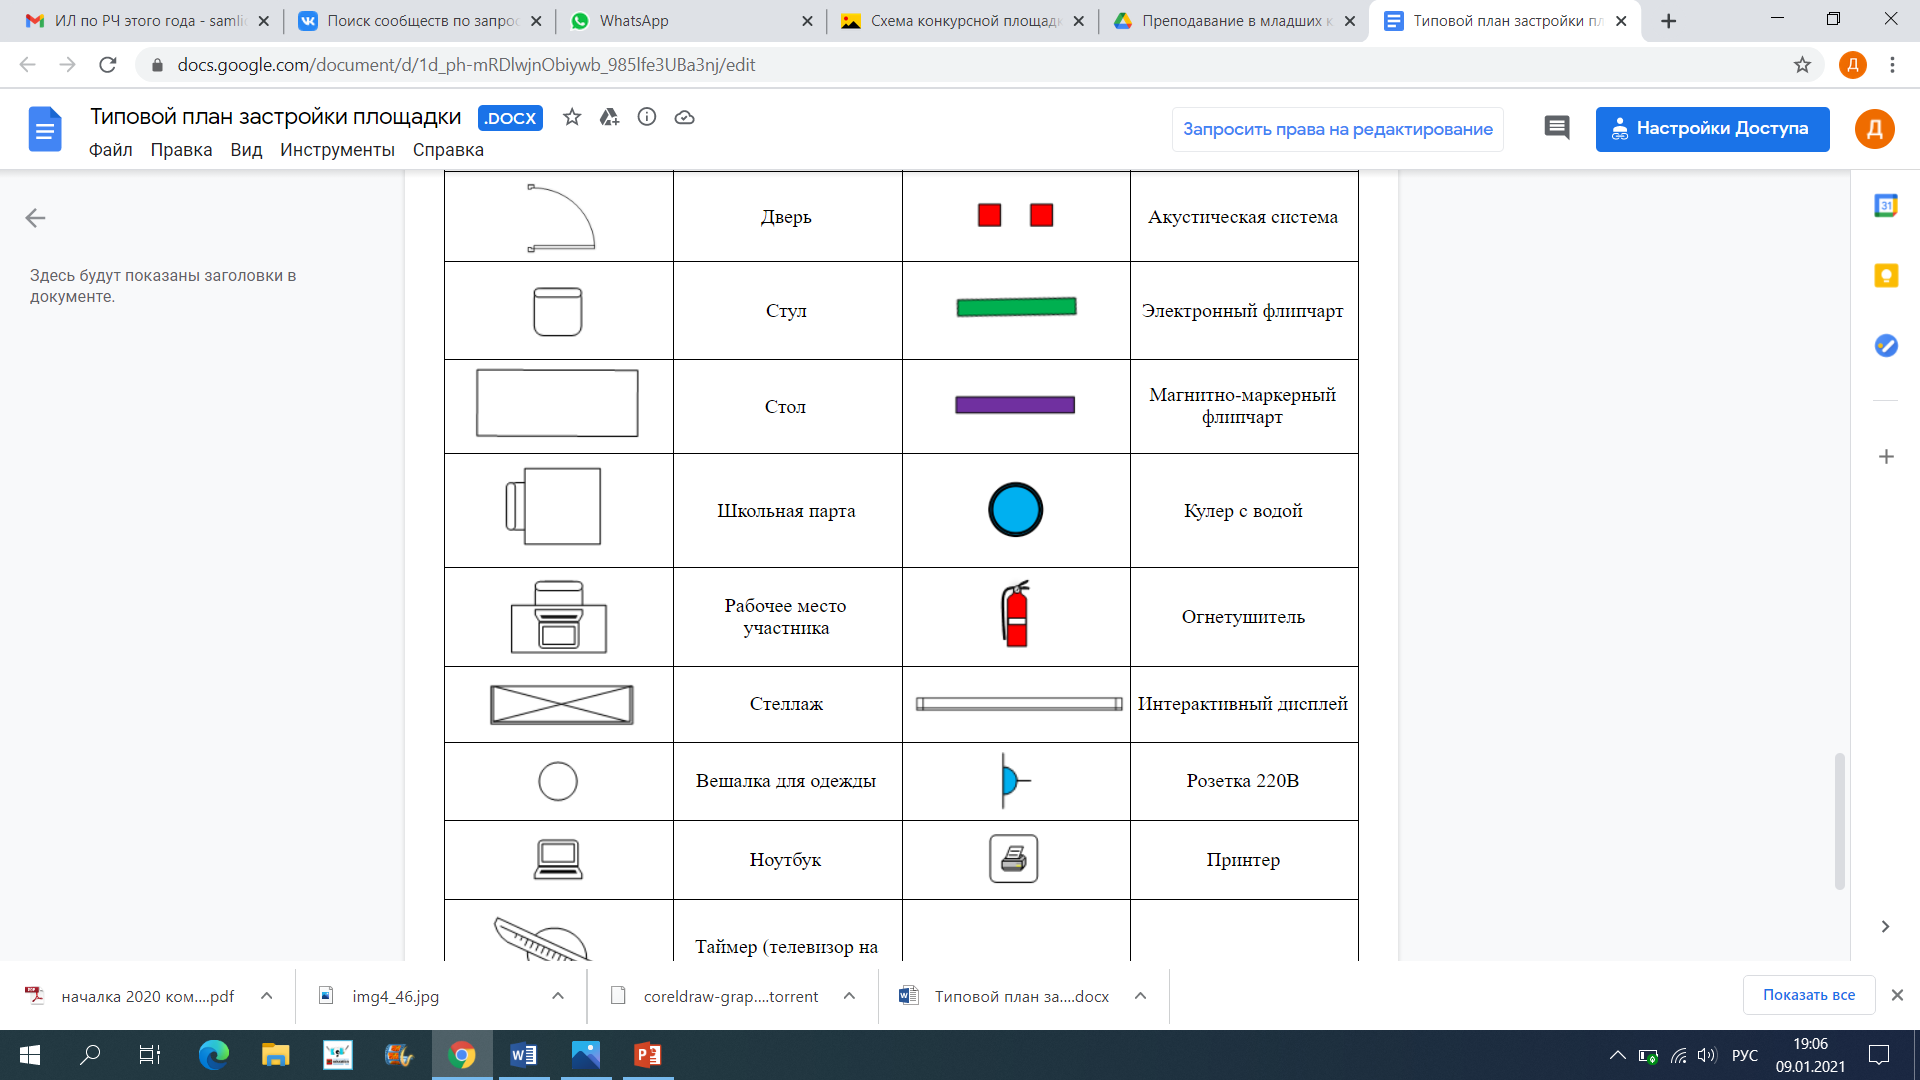 ИЛ по РЧ этого года - samli
Поиск сообществ по запрос
WhatsApp
Схема конкурсной площад
Преподавание в младших к
Типовой план застройки пл
docs.google.com/document/d/1d_ph-mRDlwjnObiywb_985lfe3UBa3nj/edit
Д
Типовой план застройки площадки
.DOCX
Запросить права на редактирование
Настройки Доступа
Д
Файл Правка Вид Инструменты Справка
Здесь будут показаны заголовки в
документе.
31
Дверь
Акустическая система
Стул
Электронный флипчарт
Стол
Магнитно-маркерный
флипчарт
Школьная парта
Кулер с водой
Рабочее место
участника
Огнетушитель
Стеллаж
Интерактивный дисплей
Вешалка для одежды
Розетка 220В
Ноутбук
Принтер
Таймер (телевизор на
началка 2020 ком....pdf
img4_46.jpg
coreldraw-grap....torrent
Типовой план за....docx
Показать все
РУС
19:06
09.01.2021